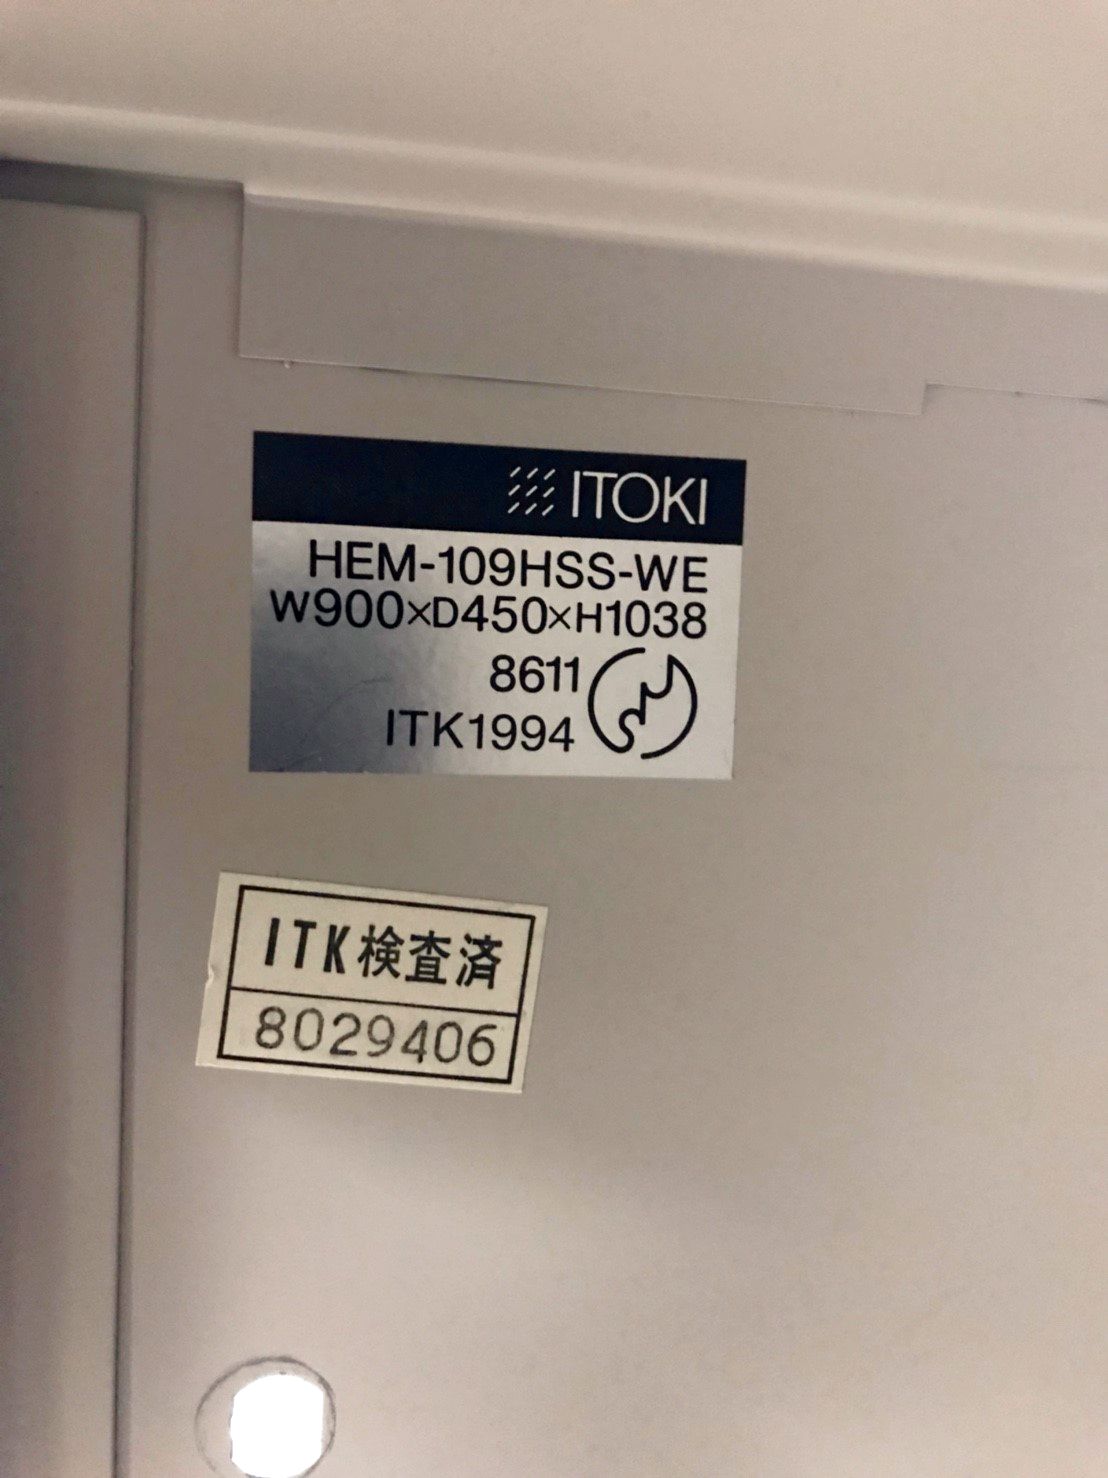 ITOKI
HEM-109HSS-WE
W900×D450×H1038
8611
ITK1994
ITK検査済
8029406